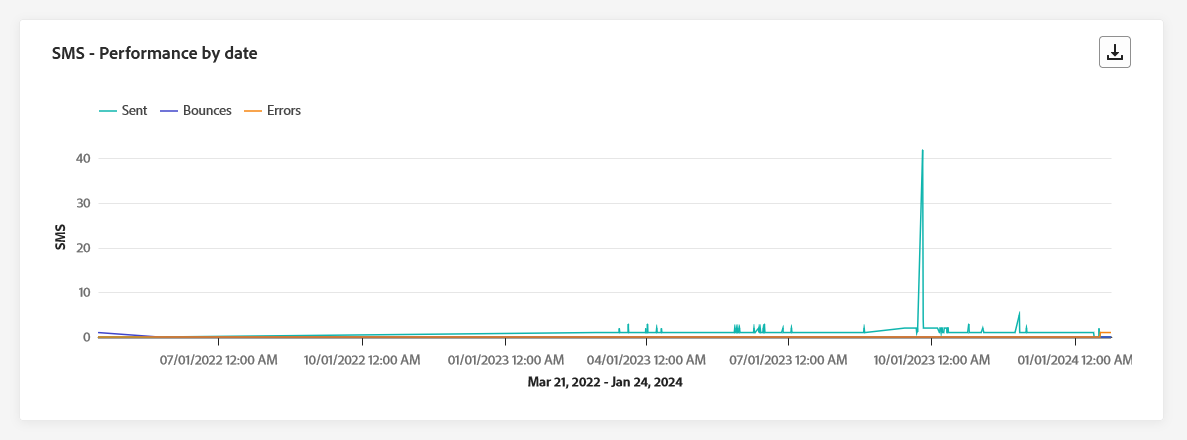 SMS - Performance by date
Sent Bounces Errors
40
30
20
10
0
SMS
07/01/2022 12:00 AM 10/01/2022 12:00 AM 01/01/2023 12:00 AM 04/01/2023 12:00 AM 07/01/2023 12:00 AM 10/01/2023 12:00 AM 01/01/2024 12:00 AM
Mar 21, 2022 - Jan 24, 2024